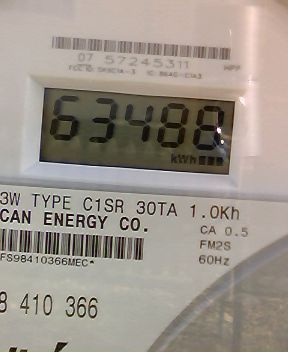 07 57245311
63488
kWh
3W TYPE C1SR 30TA 1.0Kh
CAN ENERGY CO.
CA 0.5
FM2S
FS98410366MEC*
60Hz
8 410 366